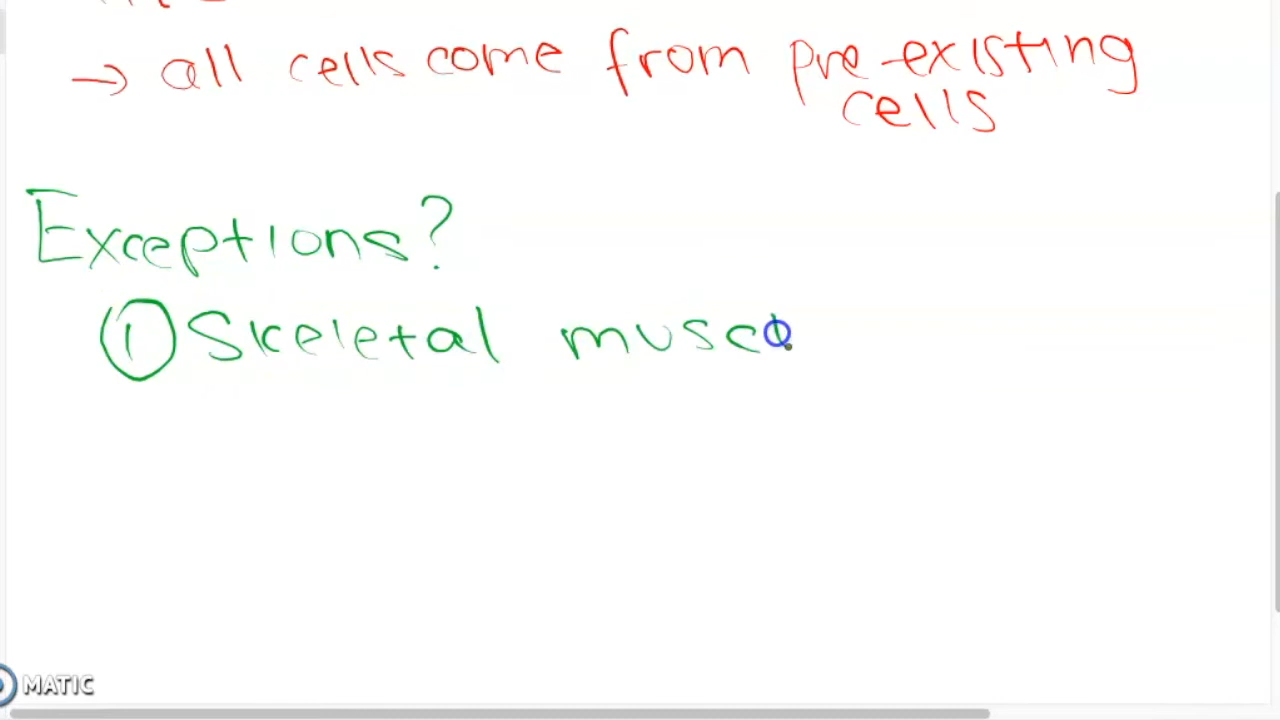 → all cells come from pre-existing
cells
Exceptions?
① Skeletal musc
MATIC